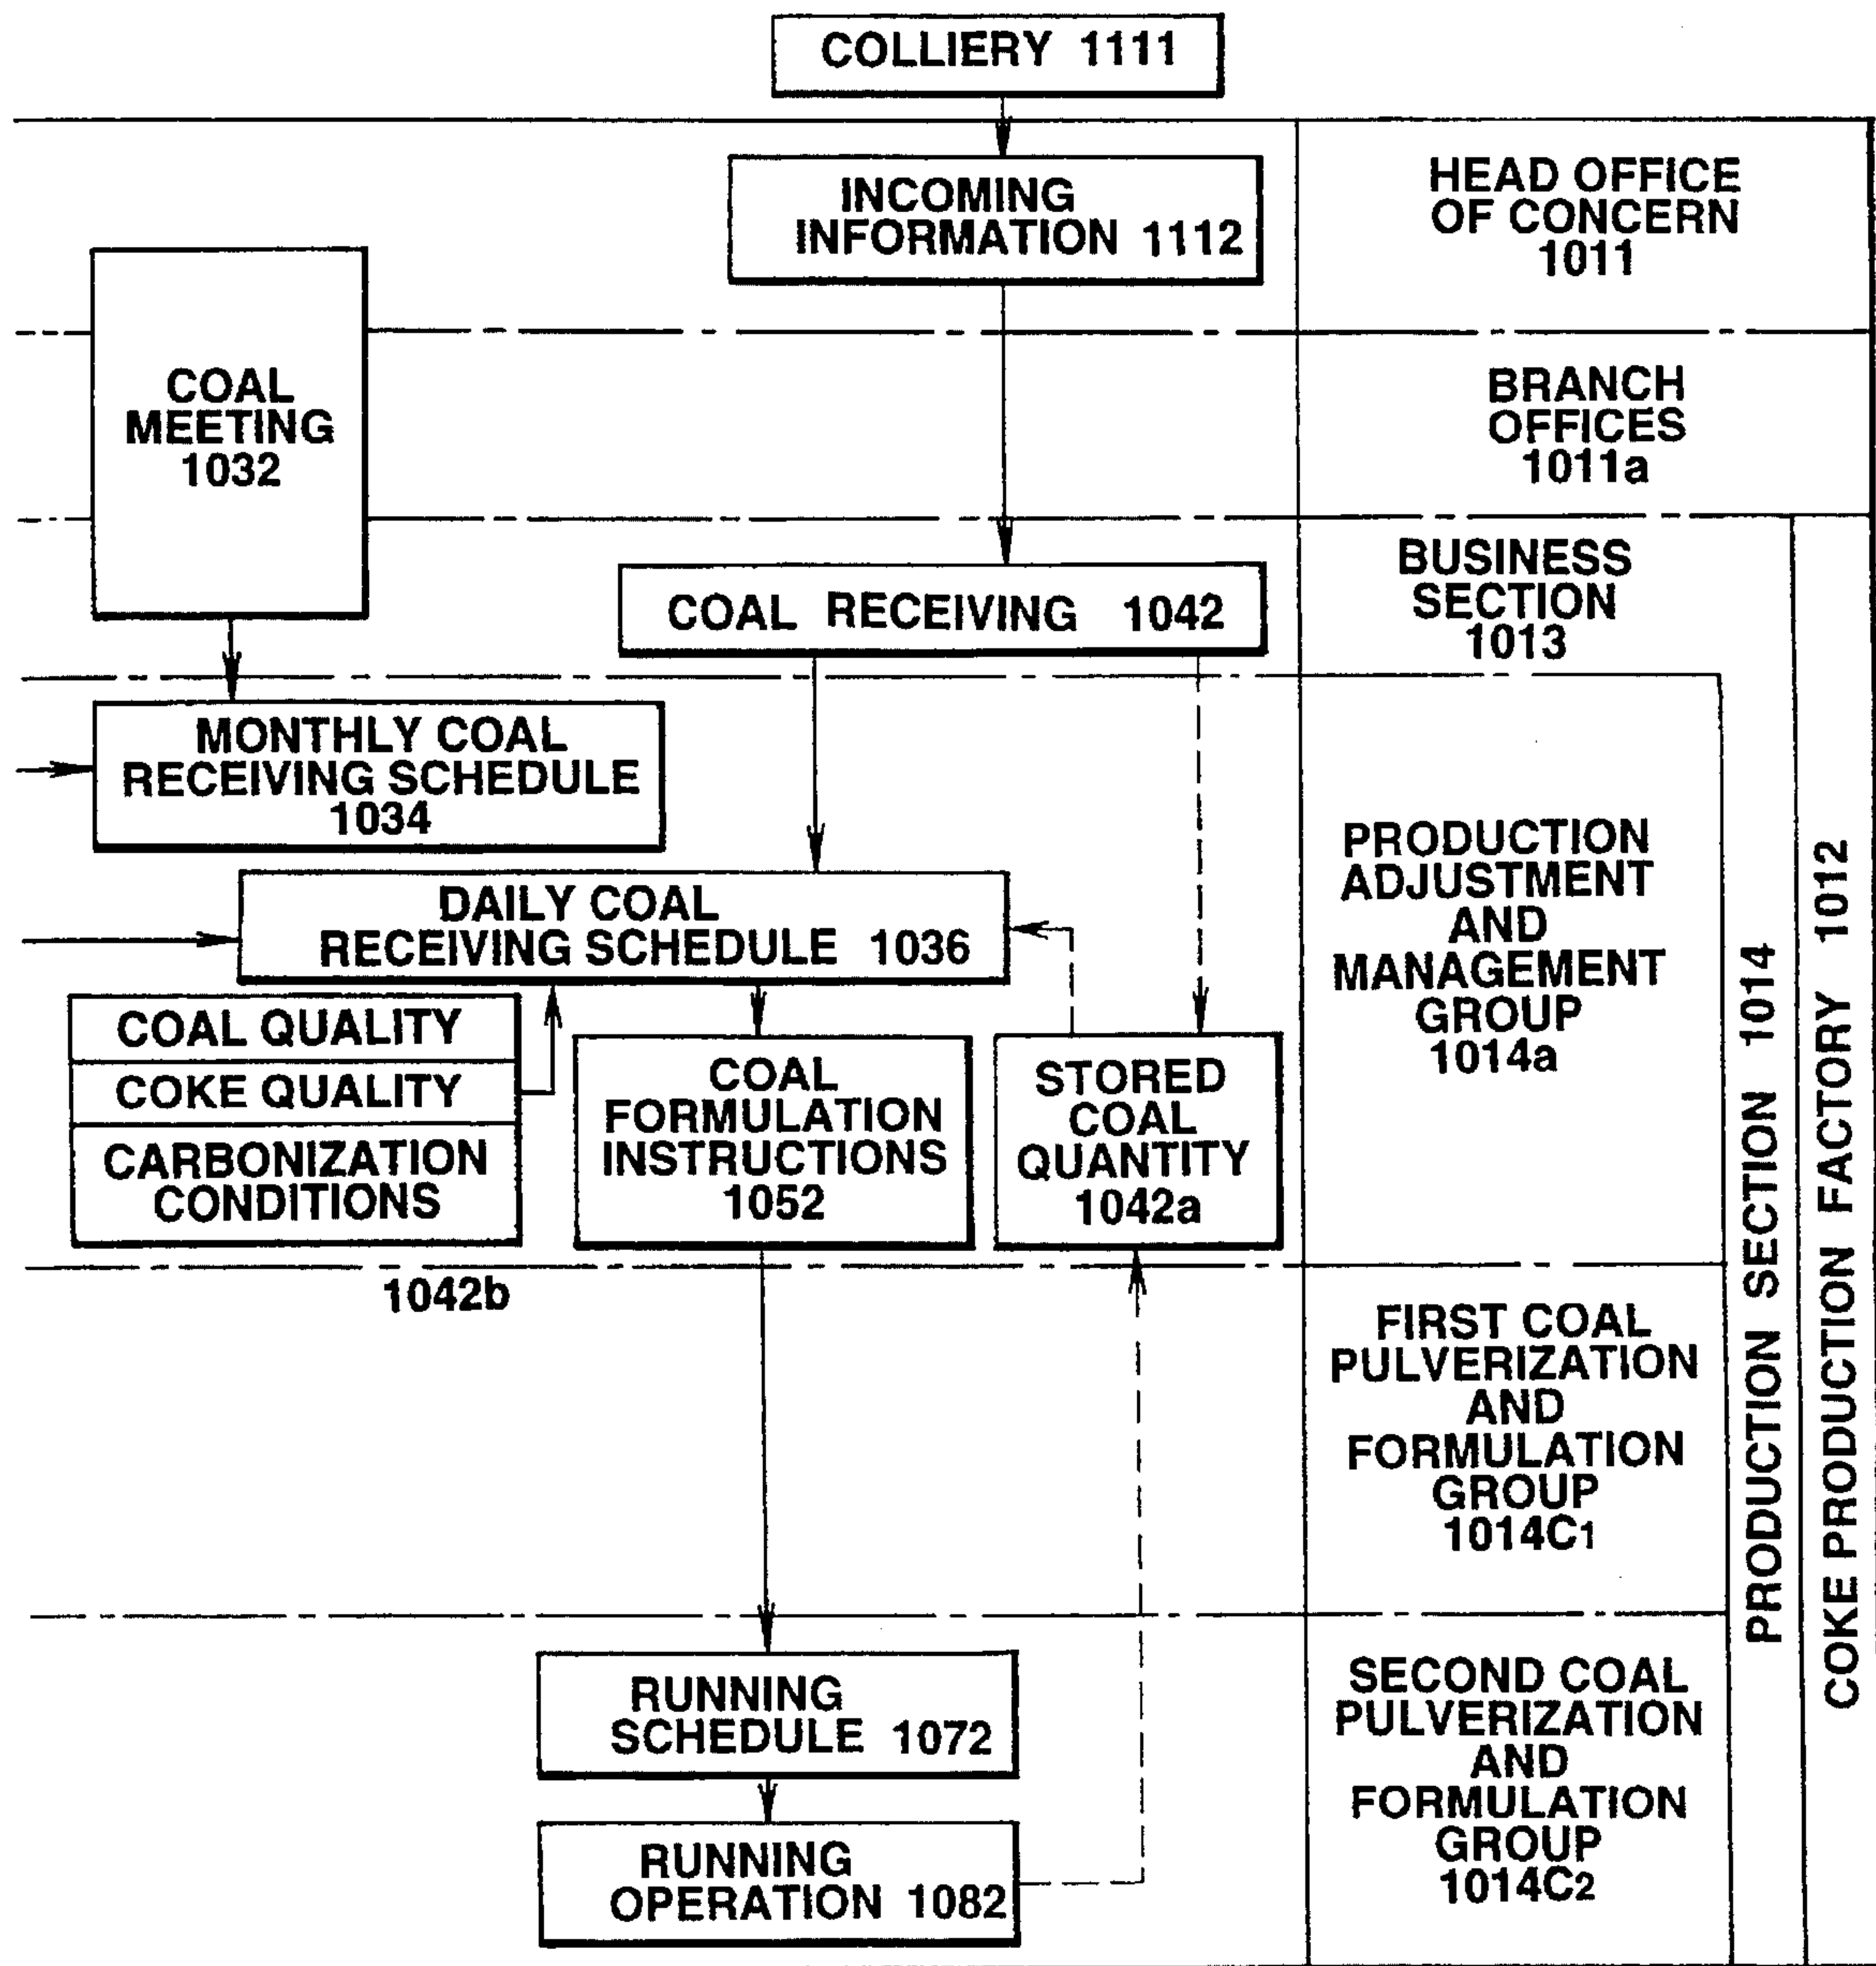 COLLIERY 1111
INCOMING
INFORMATION 1112
HEAD OFFICE
OF CONCERN
1011
COAL
MEETING
1032
BRANCH
OFFICES
1011a
BUSINESS
SECTION
1013
COAL RECEIVING 1042
MONTHLY COAL
RECEIVING SCHEDULE
1034
DAILY COAL
RECEIVING SCHEDULE 1036
PRODUCTION
ADJUSTMENT
AND
MANAGEMENT
GROUP
1014a
COAL QUALITY
COKE QUALITY
CARBONIZATION
CONDITIONS
1042b
COAL
FORMULATION
INSTRUCTIONS
1052
STORED
COAL
QUANTITY
1042a
FIRST COAL
PULVERIZATION
AND
FORMULATION
GROUP
1014C1
RUNNING
SCHEDULE 1072
RUNNING
OPERATION 1082
SECOND COAL
PULVERIZATION
AND
FORMULATION
GROUP
1014C2
PRODUCTION SECTION 1014
COKE PRODUCTION FACTORY 1012